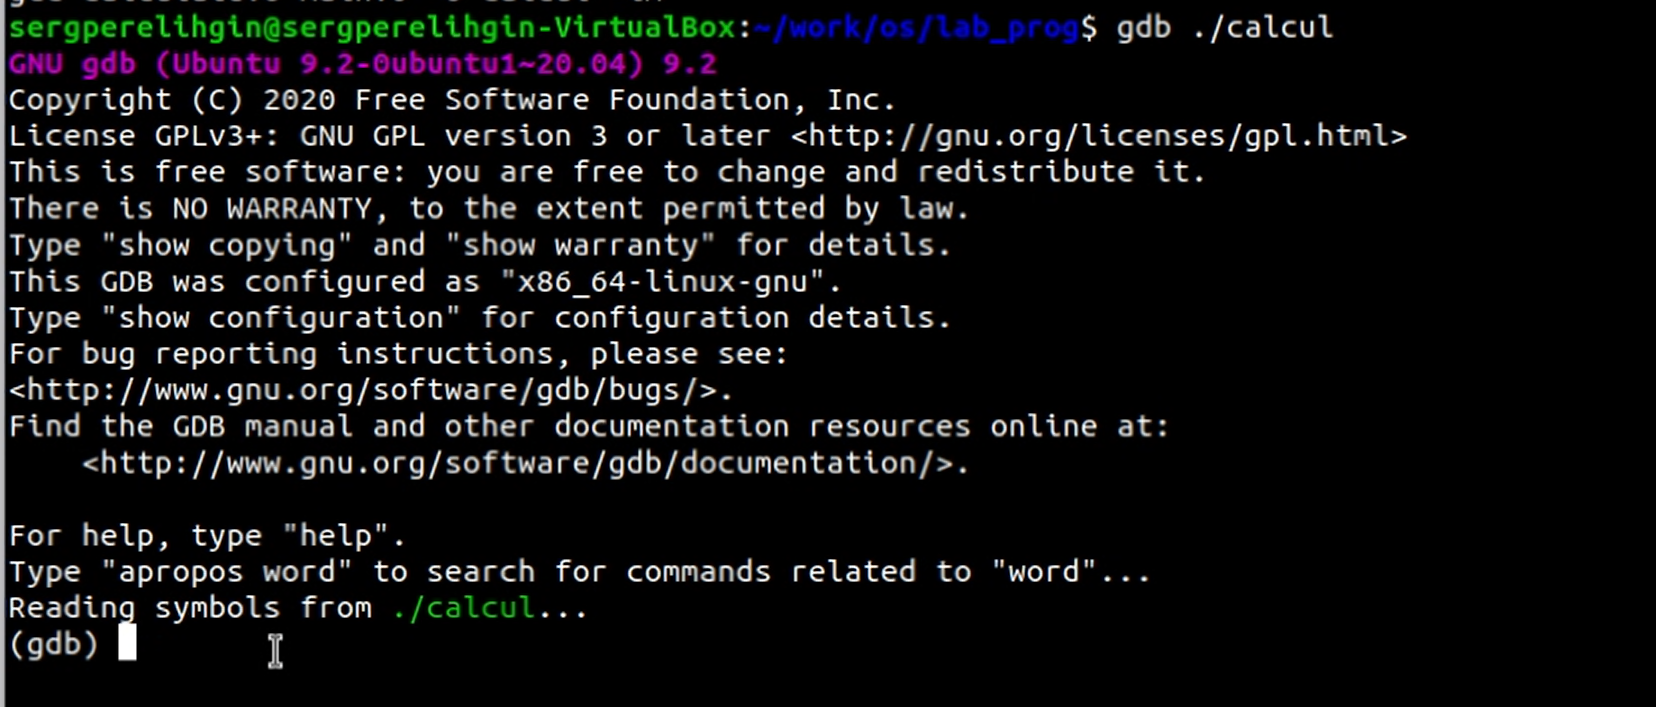 sergperelihgin@sergperelihgin-VirtualBox:~/work/os/lab_prog$ gdb ./calcul
GNU gdb (Ubuntu 9.2-0ubuntu1~20.04) 9.2
Copyright (C) 2020 Free Software Foundation, Inc.
License GPLv3+: GNU GPL version 3 or later <http://gnu.org/licenses/gpl.html>
This is free software: you are free to change and redistribute it.
There is NO WARRANTY, to the extent permitted by law.
Type "show copying" and "show warranty" for details.
This GDB was configured as "x86_64-linux-gnu".
Type "show configuration" for configuration details.
For bug reporting instructions, please see:
<http://www.gnu.org/software/gdb/bugs/>.
Find the GDB manual and other documentation resources online at:
    <http://www.gnu.org/software/gdb/documentation/>.

For help, type "help".
Type "apropos word" to search for commands related to "word"...
Reading symbols from ./calcul...
(gdb)